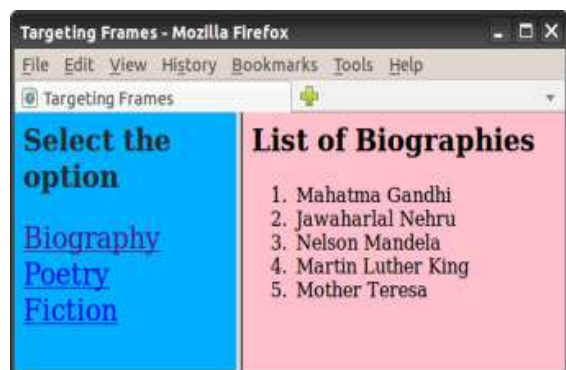 Targeting Frames - Mozilla Firefox
File Edit View History Bookmarks Tools Help
Targeting Frames
Select the
option
Biography
Poetry
Fiction
List of Biographies
1. Mahatma Gandhi
2. Jawaharlal Nehru
3. Nelson Mandela
4. Martin Luther King
5. Mother Teresa